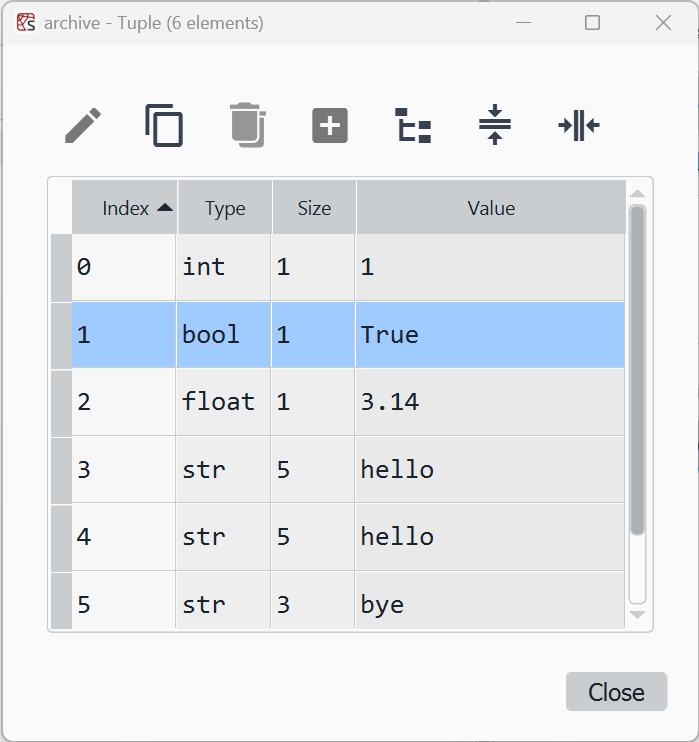 archive - Tuple (6 elements)
Index Type Size Value
0 int 1 1
1 bool 1 True
2 float 1 3.14
3 str 5 hello
4 str 5 hello
5 str 3 bye
Close